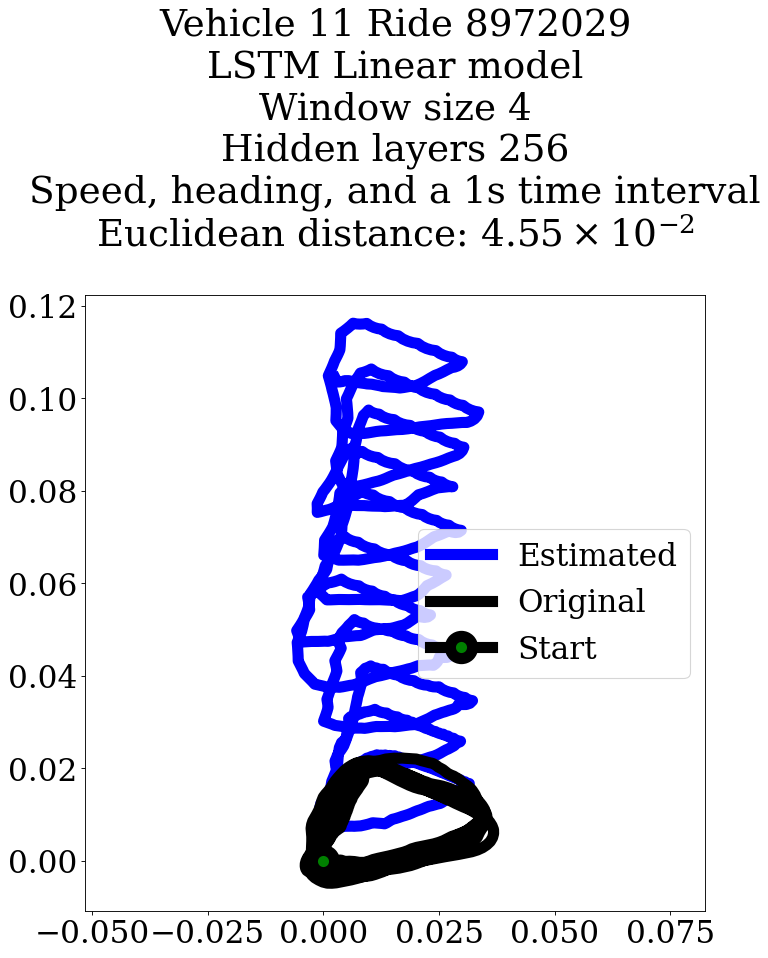 Vehicle 11 Ride 8972029
LSTM Linear model
Window size 4
Hidden layers 256
Speed, heading, and a 1s time interval
Euclidean distance: 4.55 × 10⁻²
0.12
0.10
0.08
0.06
0.04
0.02
0.00
Estimated
Original
Start
−0.050 −0.025 0.000 0.025 0.050 0.075